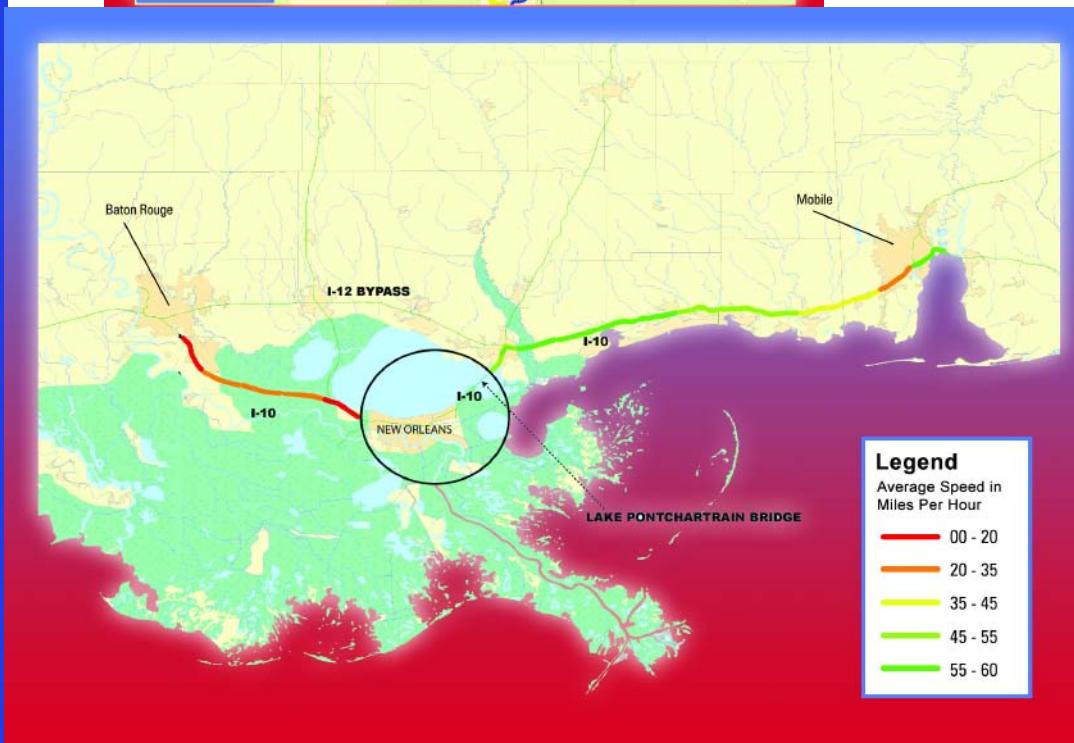 Mobile
Baton Rouge
I-12 BYPASS
I-10
I-10
I-10
NEW ORLEANS
LAKE PONTCHARTRAIN BRIDGE
Legend
Average Speed in
Miles Per Hour
00 - 20
20 - 35
35 - 45
45 - 55
55 - 60